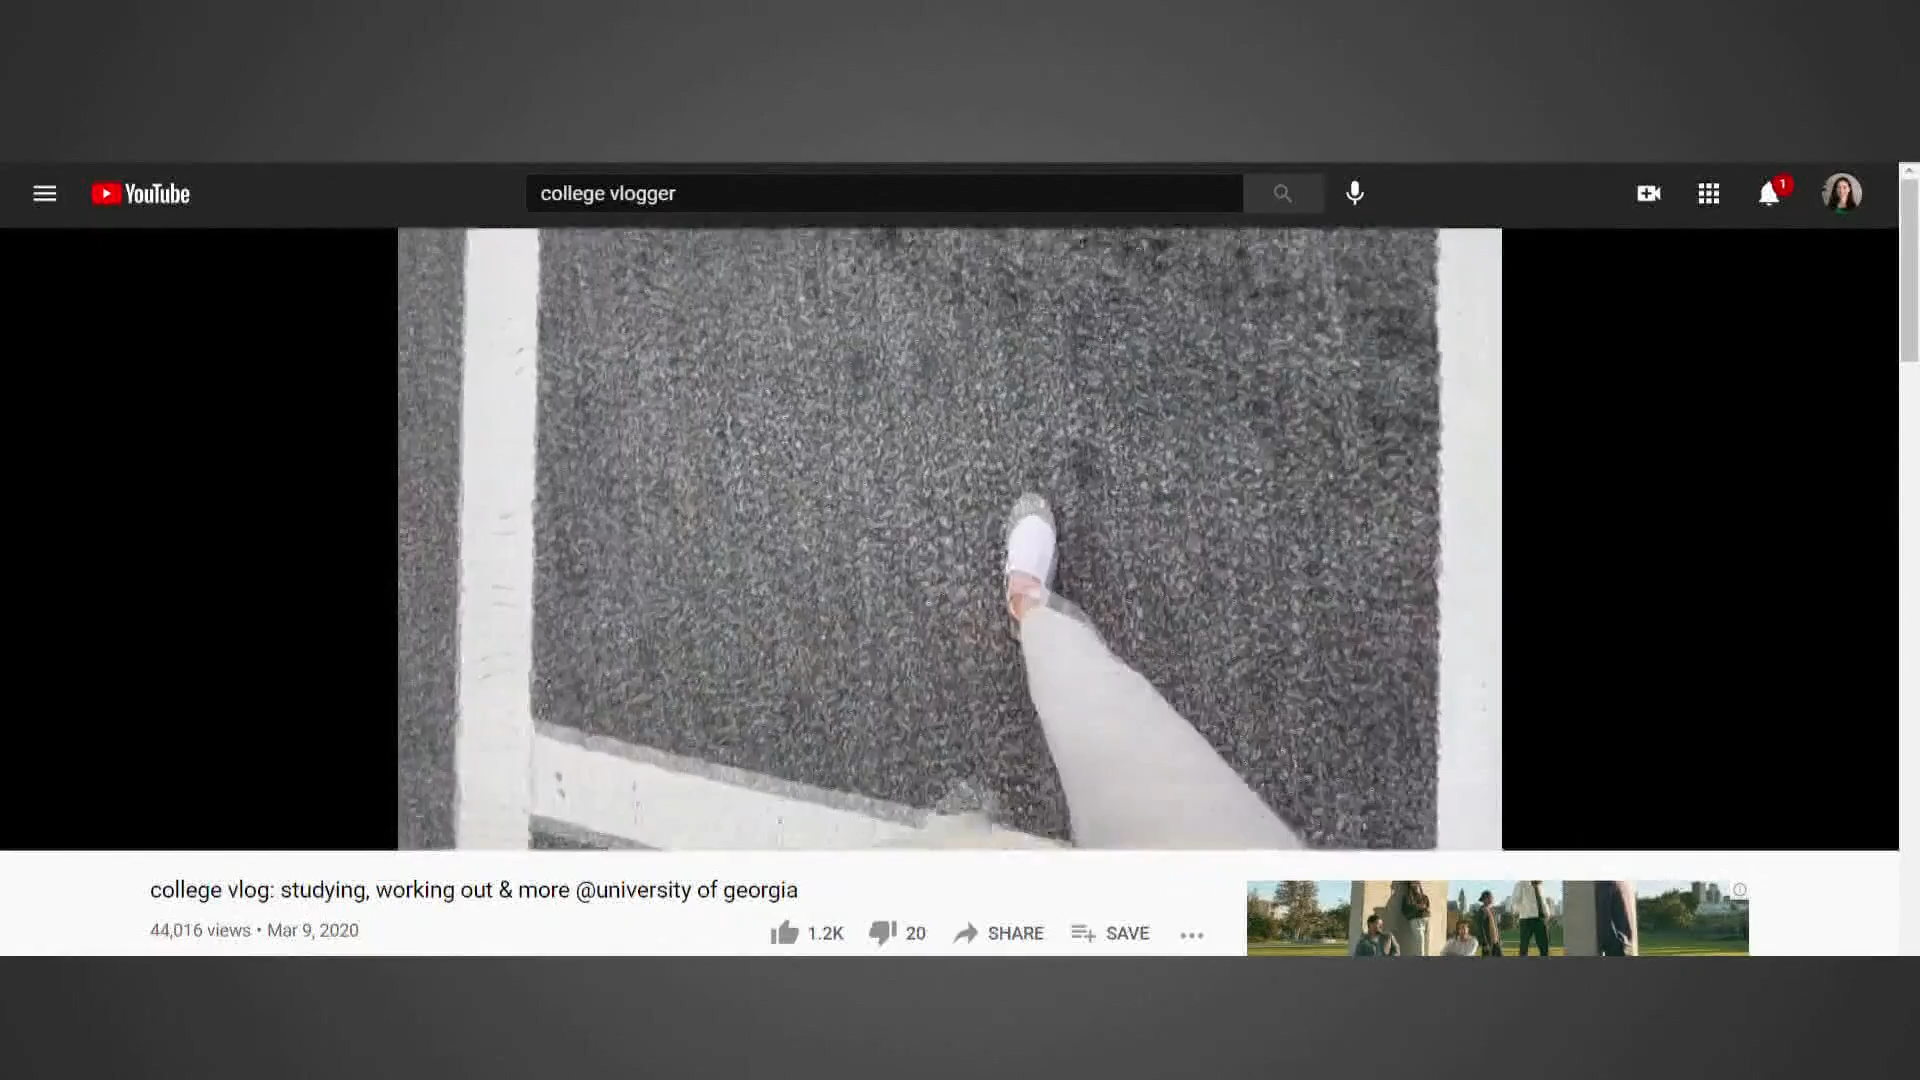 YouTube
college vlogger
1
college vlog: studying, working out & more @university of georgia
44,016 views • Mar 9, 2020
1.2K
20
SHARE
SAVE